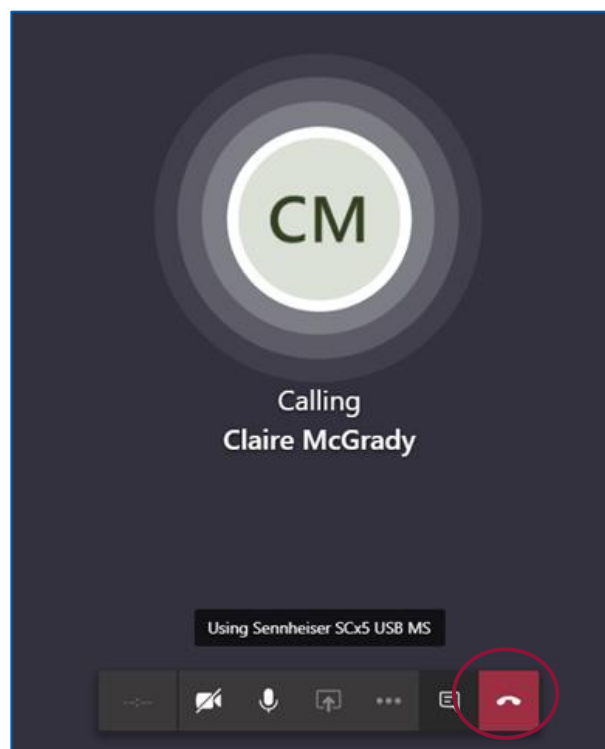 CM
Calling
Claire McGrady
Using Sennheiser SCx5 USB MS
--:--